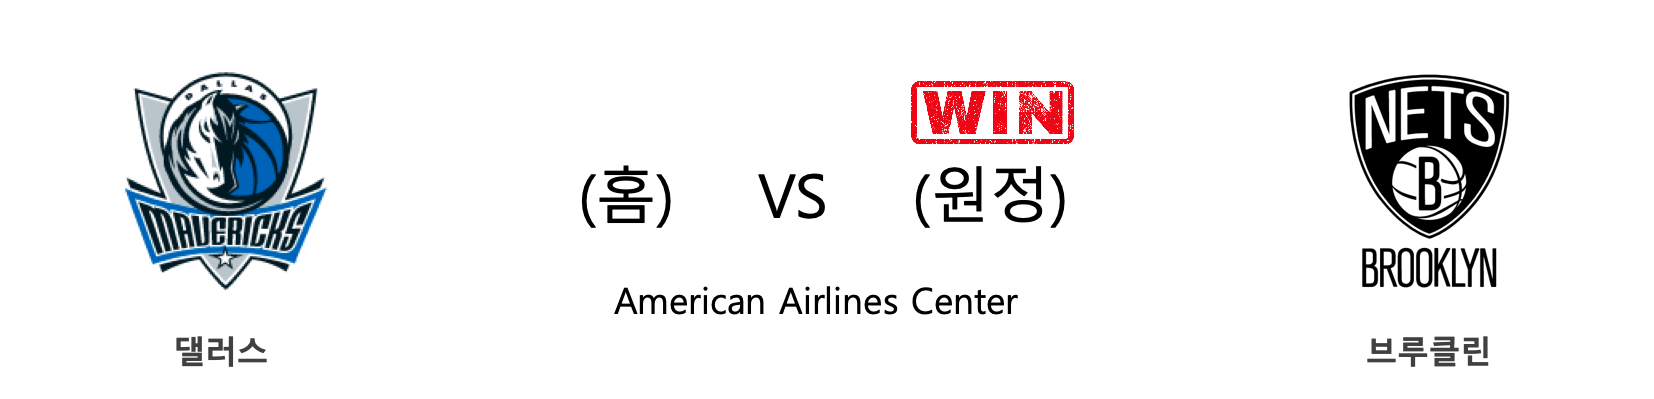 DALLAS
MAVERICKS
WIN
(홈) VS (원정)
American Airlines Center
NETS
B
BROOKLYN
댈러스
브루클린